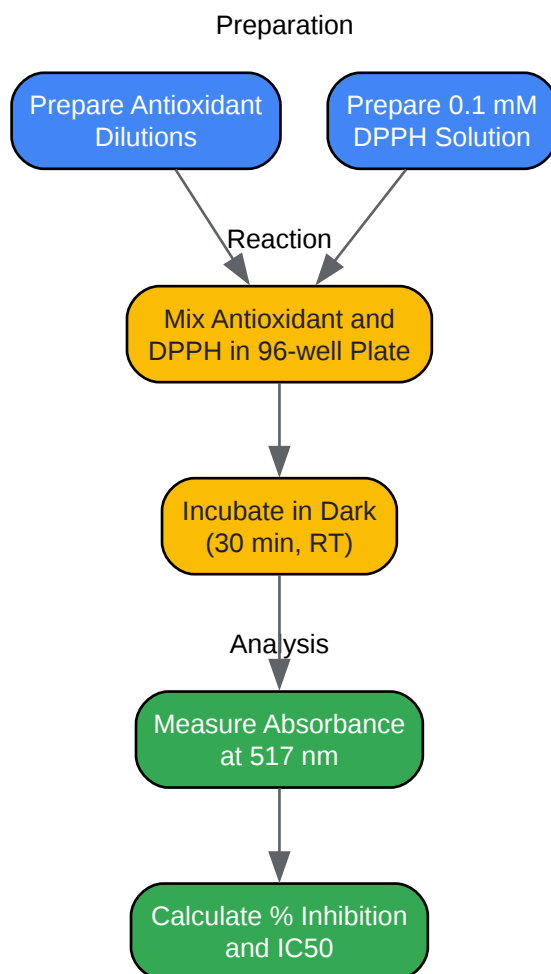 Preparation
Prepare Antioxidant
Dilutions
Prepare 0.1 mM
DPPH Solution
Reaction
Mix Antioxidant and
DPPH in 96-well Plate
Incubate in Dark
(30 min, RT)
Analysis
Measure Absorbance
at 517 nm
Calculate % Inhibition
and IC50